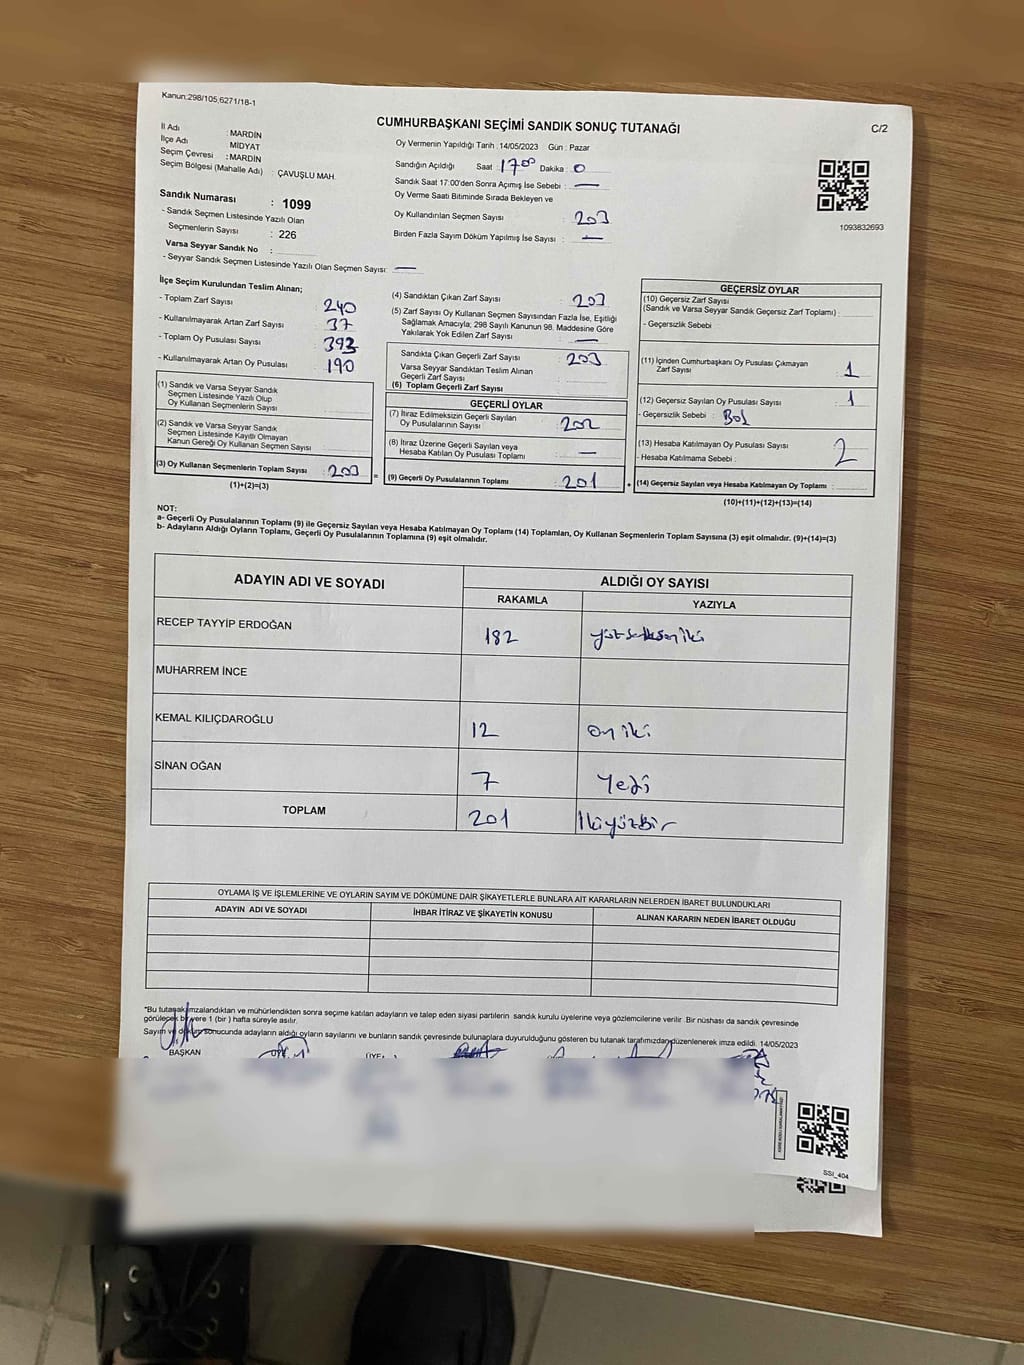 Kanun:298/105,6271/18-1
CUMHURBAŞKANI SEÇİMİ SANDIK SONUÇ TUTANAĞI
C/2
İl Adı : MARDİN
İlçe Adı : MİDYAT
Seçim Çevresi : MARDİN
Seçim Bölgesi (Mahalle Adı) : ÇAVUŞLU MAH.
Oy Vermenin Yapıldığı Tarih : 14/05/2023 Gün : Pazar
Sandığın Açıldığı Saat 17⁰⁰ Dakika : 0
Sandık Saat 17:00'den Sonra Açımış İse Sebebi : —
Oy Verme Saati Bitiminde Sırada Bekleyen ve
Oy Kullandırılan Seçmen Sayısı : 203
Birden Fazla Sayım Döküm Yapılmış İse Sayısı : —
1093832693
Sandık Numarası : 1099
- Sandık Seçmen Listesinde Yazılı Olan
Seçmenlerin Sayısı : 226
Varsa Seyyar Sandık No :
- Seyyar Sandık Seçmen Listesinde Yazılı Olan Seçmen Sayısı: —
İlçe Seçim Kurulundan Teslim Alınan;
- Toplam Zarf Sayısı 240
- Kullanılmayarak Artan Zarf Sayısı : 37
- Toplam Oy Pusulası Sayısı : 393
- Kullanılmayarak Artan Oy Pusulası : 190
(1) Sandık ve Varsa Seyyar Sandık
Seçmen Listesinde Yazılı Olup
Oy Kullanan Seçmenlerin Sayısı :
(2) Sandık ve Varsa Seyyar Sandık
Seçmen Listesinde Kayıtlı Olmayan
Kanun Gereği Oy Kullanan Seçmen Sayısı :
(3) Oy Kullanan Seçmenlerin Toplam Sayısı : 203 =
(1)+(2)=(3)
(4) Sandıktan Çıkan Zarf Sayısı : 203
(5) Zarf Sayısı Oy Kullanan Seçmen Sayısından Fazla İse, Eşitliği
Sağlamak Amacıyla; 298 Sayılı Kanunun 98. Maddesine Göre
Yakılarak Yok Edilen Zarf Sayısı : —
Sandıkta Çıkan Geçerli Zarf Sayısı : 203
Varsa Seyyar Sandıktan Teslim Alınan
Geçerli Zarf Sayısı :
(6) Toplam Geçerli Zarf Sayısı
GEÇERLİ OYLAR
(7) İtiraz Edilmeksizin Geçerli Sayılan
Oy Pusulalarının Sayısı : 202
(8) İtiraz Üzerine Geçerli Sayılan veya
Hesaba Katılan Oy Pusulası Toplamı : —
(9) Geçerli Oy Pusulalarının Toplamı : 201 +
GEÇERSİZ OYLAR
(10) Geçersiz Zarf Sayısı
(Sandık ve Varsa Seyyar Sandık Geçersiz Zarf Toplamı) :
- Geçersizlik Sebebi :
(11) İçinden Cumhurbaşkanı Oy Pusulası Çıkmayan
Zarf Sayısı : 1
(12) Geçersiz Sayılan Oy Pusulası Sayısı : 1
- Geçersizlik Sebebi : Boş
(13) Hesaba Katılmayan Oy Pusulası Sayısı : 2
- Hesaba Katılmama Sebebi :
(14) Geçersiz Sayılan veya Hesaba Katılmayan Oy Toplamı :
(10)+(11)+(12)+(13)=(14)
NOT:
a- Geçerli Oy Pusulalarının Toplamı (9) ile Geçersiz Sayılan veya Hesaba Katılmayan Oy Toplamı (14) Toplamları, Oy Kullanan Seçmenlerin Toplam Sayısına (3) eşit olmalıdır. (9)+(14)=(3)
b- Adayların Aldığı Oyların Toplamı, Geçerli Oy Pusulalarının Toplamına (9) eşit olmalıdır.
ADAYIN ADI VE SOYADI ALDIĞI OY SAYISI
RAKAMLA YAZIYLA
RECEP TAYYİP ERDOĞAN 182 yüzseksen iki
MUHARREM İNCE
KEMAL KILIÇDAROĞLU 12 on iki
SİNAN OĞAN 7 Yedi
TOPLAM 201 İkiyüzbir
OYLAMA İŞ VE İŞLEMLERİNE VE OYLARIN SAYIM VE DÖKÜMÜNE DAİR ŞİKAYETLERLE BUNLARA AİT KARARLARIN NELERDEN İBARET BULUNDUKLARI
ADAYIN ADI VE SOYADI İHBAR İTİRAZ VE ŞİKAYETİN KONUSU ALINAN KARARIN NEDEN İBARET OLDUĞU
*Bu tutanak imzalandıktan ve mühürlendikten sonra seçime katılan adayların ve talep eden siyasi partilerin sandık kurulu üyelerine veya gözlemcilerine verilir. Bir nüshası da sandık çevresinde
görülecek bir yere 1 (bir ) hafta süreyle asılır.
Sayım ve döküm sonucunda adayların aldığı oyların sayılarını ve bunların sandık çevresinde bulunanlara duyurulduğunu gösteren bu tutanak tarafımızdan düzenlenerek imza edildi. 14/05/2023
BAŞKAN
SSI_404